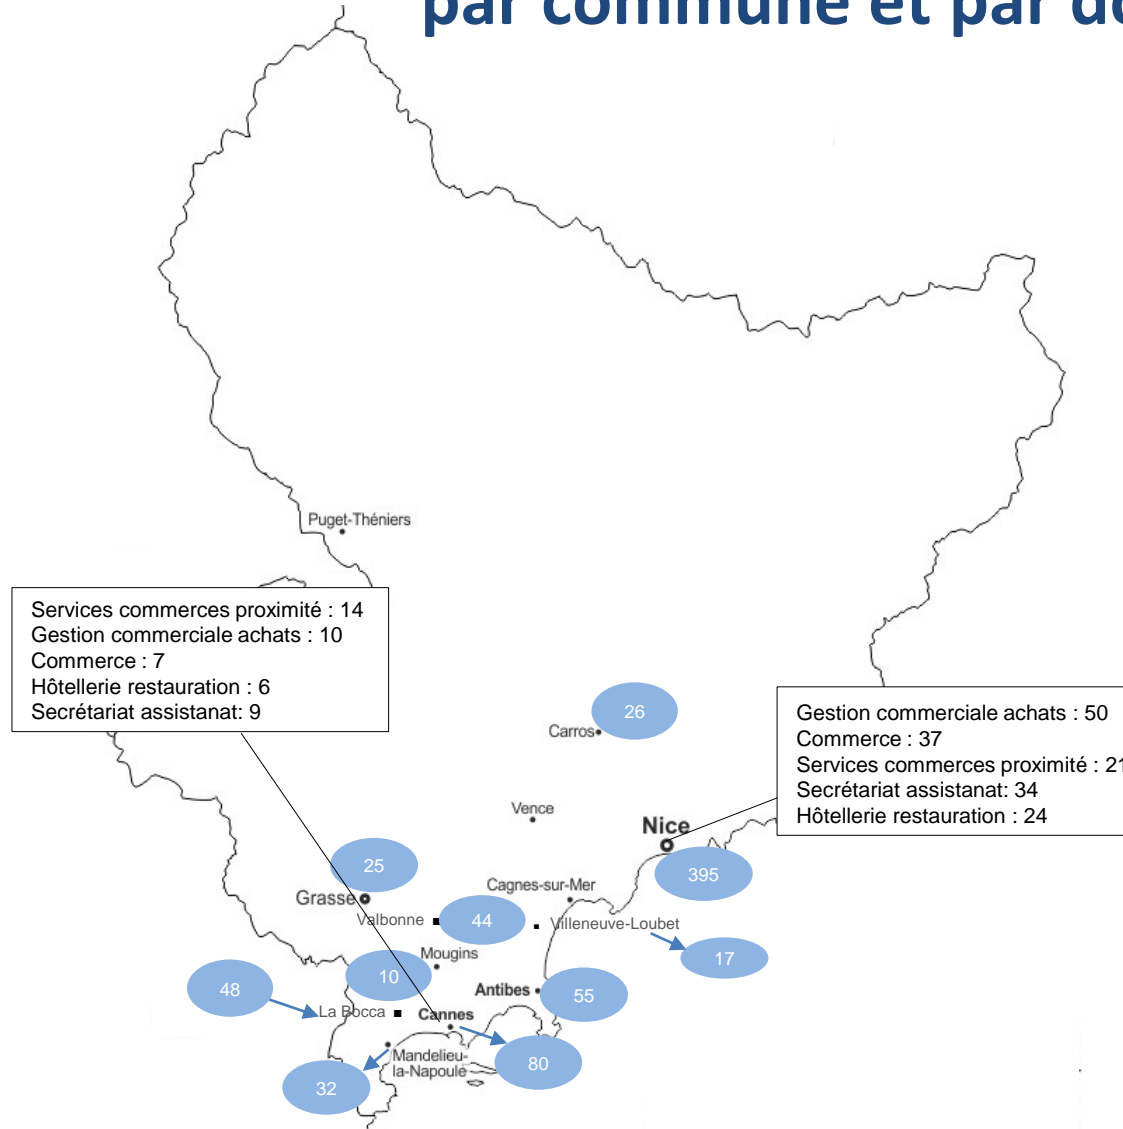 par commune et par do
Puget-Théniers
Services commerces proximité : 14
Gestion commerciale achats : 10
Commerce : 7
Hôtellerie restauration : 6
Secrétariat assistanat: 9
26
Carros
Gestion commerciale achats : 50
Commerce : 37
Services commerces proximité : 21
Secrétariat assistanat: 34
Hôtellerie restauration : 24
Vence
Nice
395
25
Grasse
Cagnes-sur-Mer
Valbonne
44
Villeneuve-Loubet
17
Mougins
10
48
Antibes
55
La Bocca
Cannes
80
Mandelieu-
la-Napoule
32